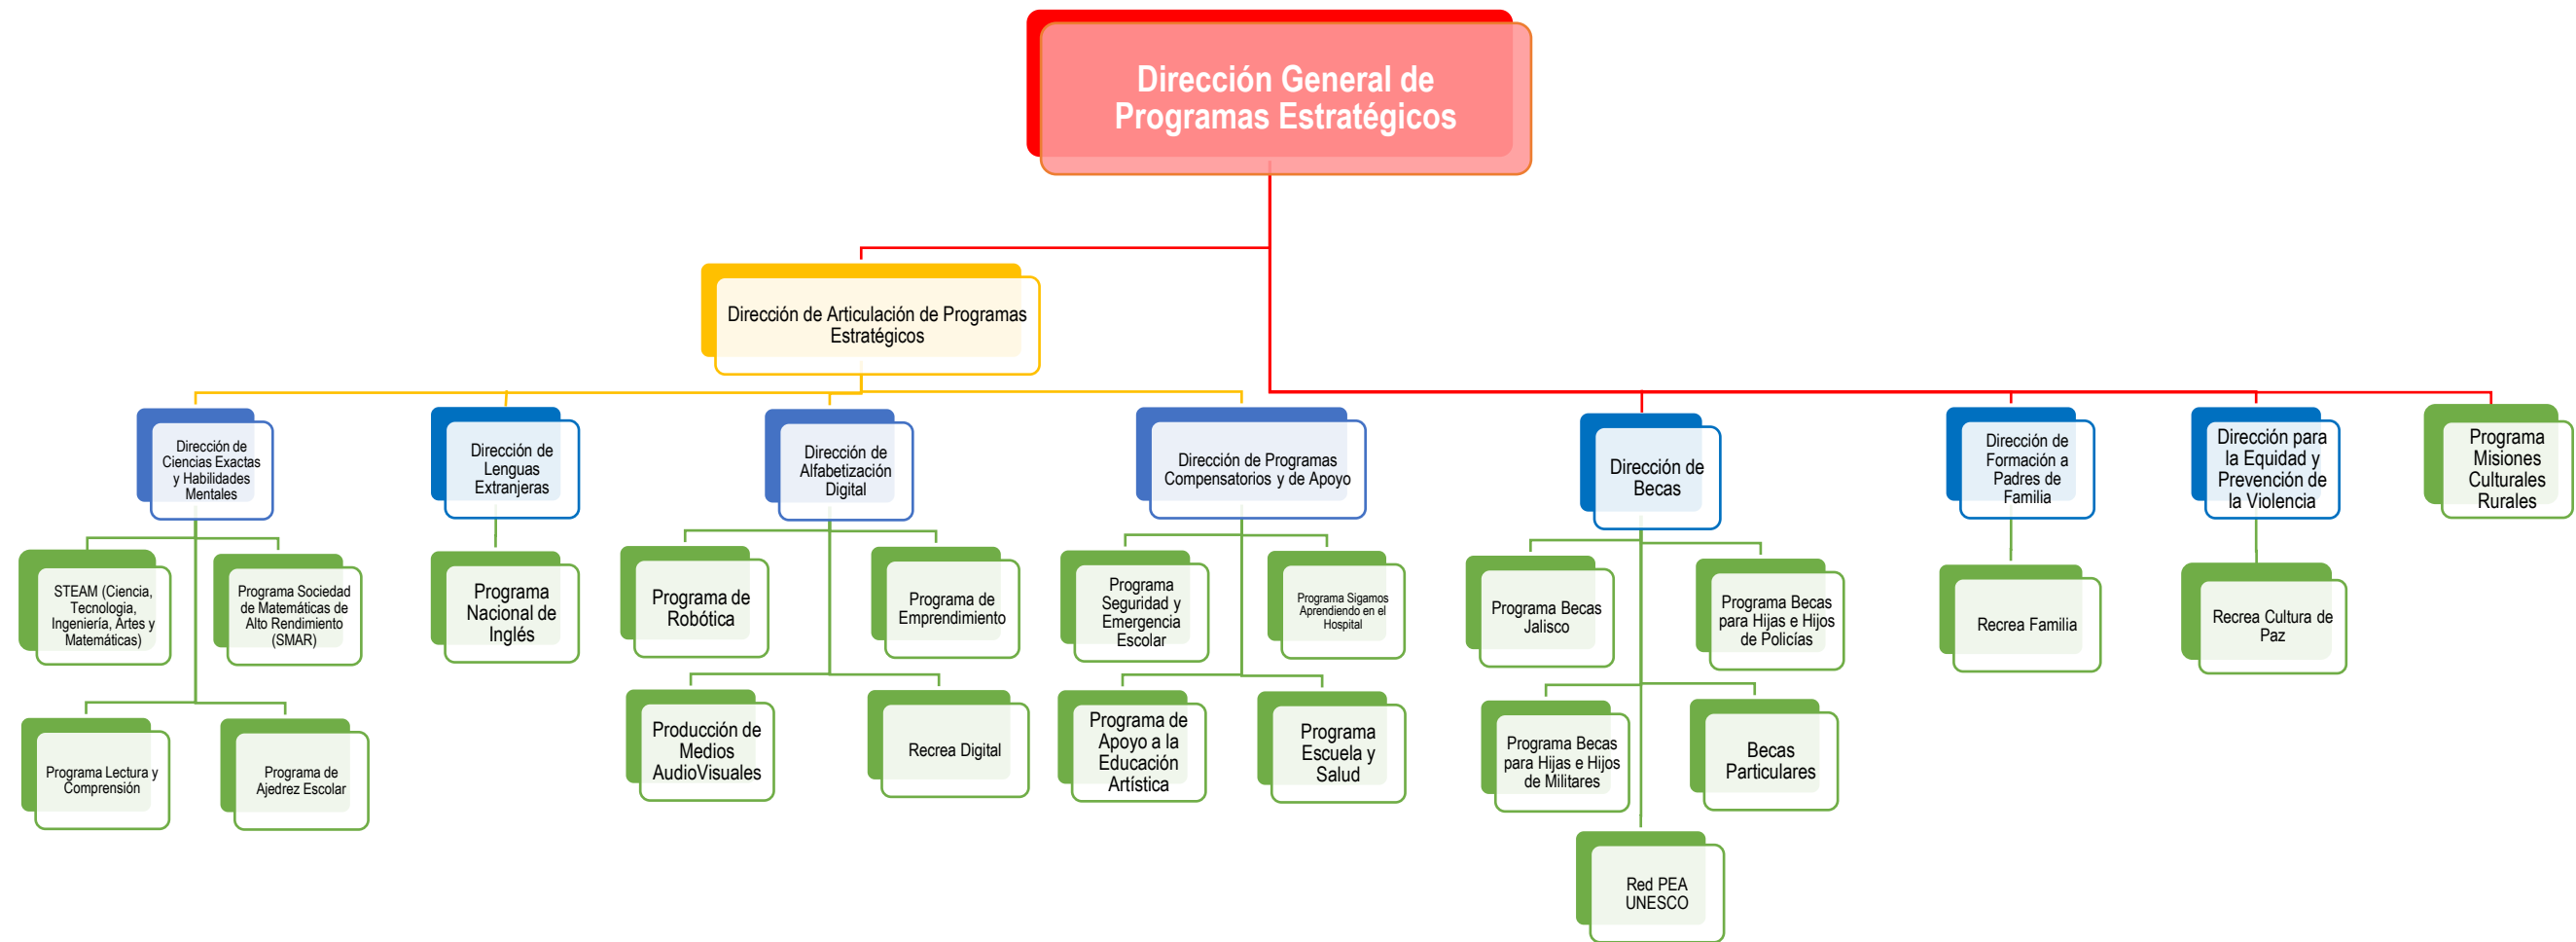 Dirección General de
Programas Estratégicos
Dirección de Articulación de Programas
Estratégicos
Dirección de
Ciencias Exactas
y Habilidades
Mentales
Dirección de
Lenguas
Extranjeras
Dirección de
Alfabetización
Digital
Dirección de Programas
Compensatorios y de Apoyo
Dirección de
Becas
Dirección de
Formación a
Padres de
Familia
Dirección para
la Equidad y
Prevención de
la Violencia
Programa
Misiones
Culturales
Rurales
STEAM (Ciencia,
Tecnologia,
Ingeniería, Artes y
Matemáticas)
Programa Sociedad
de Matemáticas de
Alto Rendimiento
(SMAR)
Programa
Nacional de
Inglés
Programa de
Robótica
Programa de
Emprendimiento
Programa
Seguridad y
Emergencia
Escolar
Programa Sigamos
Aprendiendo en el
Hospital
Programa Becas
Jalisco
Programa Becas
para Hijas e Hijos
de Policías
Recrea Familia
Recrea Cultura de
Paz
Programa Lectura y
Comprensión
Programa de
Ajedrez Escolar
Producción de
Medios
AudioVisuales
Recrea Digital
Programa de
Apoyo a la
Educación
Artística
Programa
Escuela y
Salud
Programa Becas
para Hijas e Hijos
de Militares
Becas
Particulares
Red PEA
UNESCO